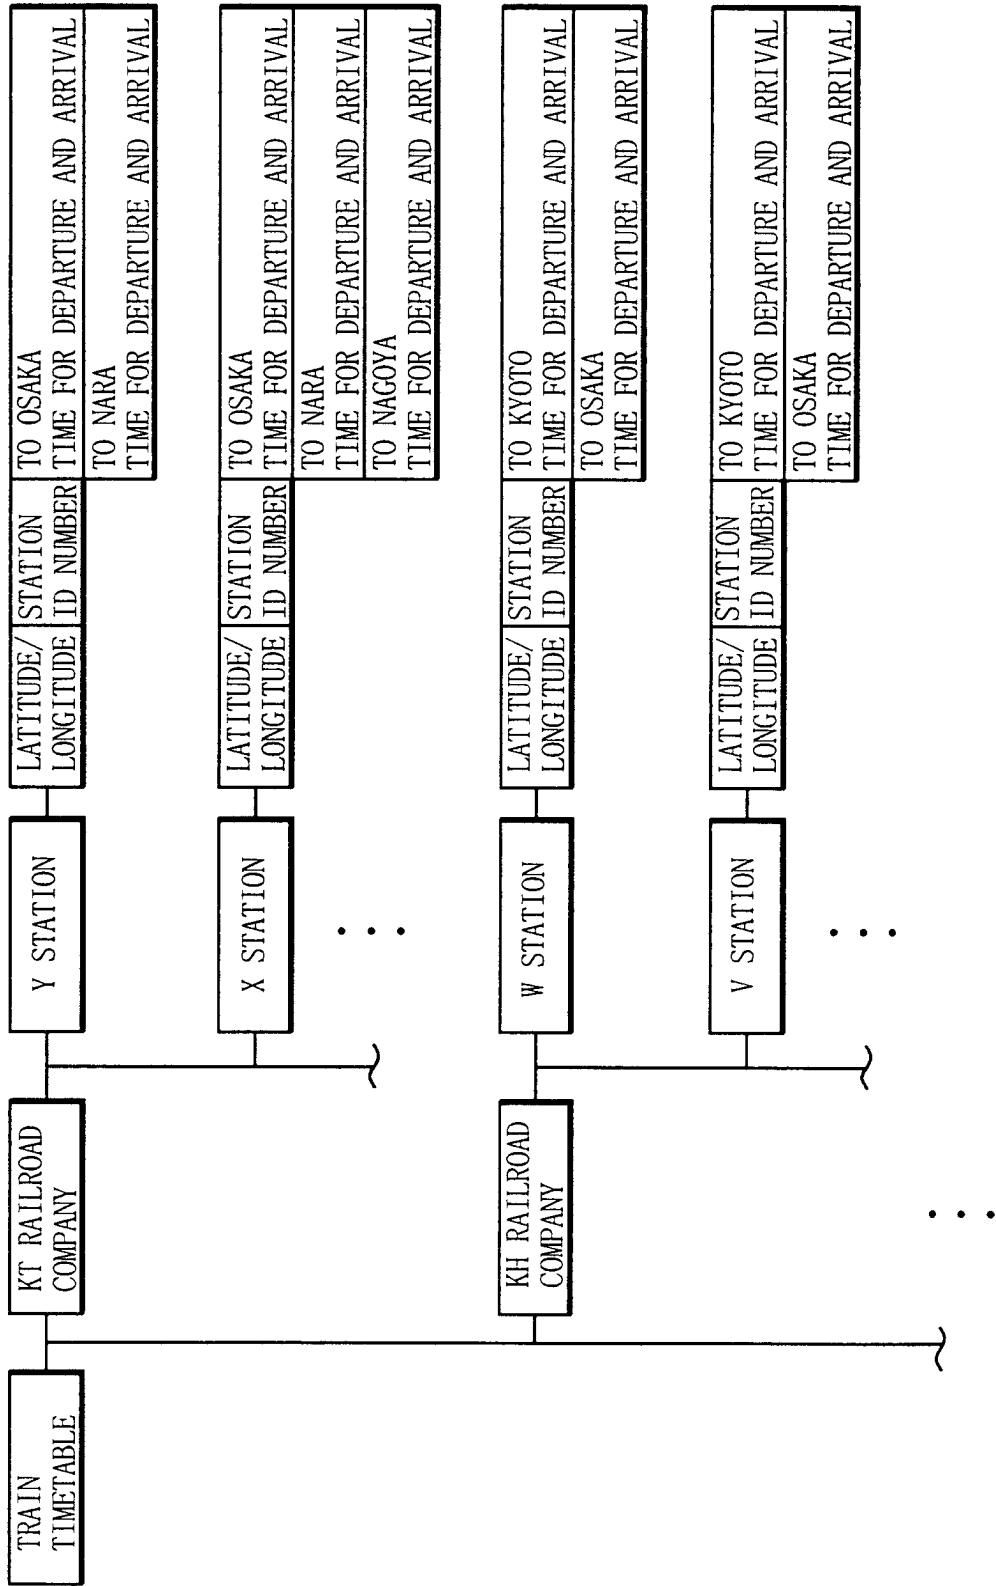 TRAIN
TIMETABLE
KT RAILROAD
COMPANY
Y STATION
LATITUDE/
LONGITUDE
STATION
ID NUMBER
TO OSAKA
TIME FOR DEPARTURE AND ARRIVAL
TO NARA
TIME FOR DEPARTURE AND ARRIVAL
X STATION
LATITUDE/
LONGITUDE
STATION
ID NUMBER
TO OSAKA
TIME FOR DEPARTURE AND ARRIVAL
TO NARA
TIME FOR DEPARTURE AND ARRIVAL
TO NAGOYA
TIME FOR DEPARTURE AND ARRIVAL
KH RAILROAD
COMPANY
W STATION
LATITUDE/
LONGITUDE
STATION
ID NUMBER
TO KYOTO
TIME FOR DEPARTURE AND ARRIVAL
TO OSAKA
TIME FOR DEPARTURE AND ARRIVAL
V STATION
LATITUDE/
LONGITUDE
STATION
ID NUMBER
TO KYOTO
TIME FOR DEPARTURE AND ARRIVAL
TO OSAKA
TIME FOR DEPARTURE AND ARRIVAL